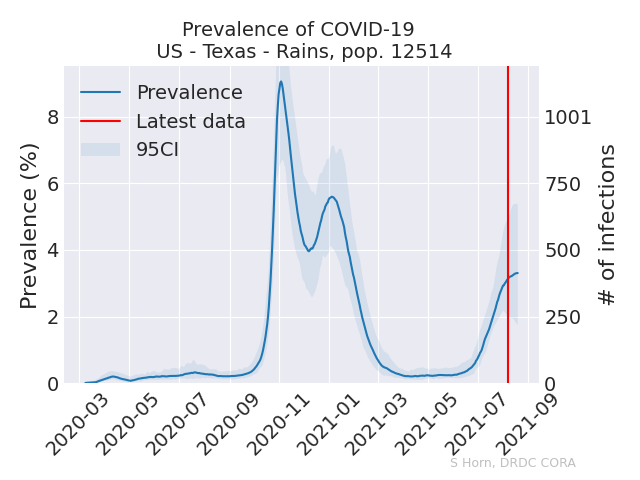 Prevalence of COVID-19
US - Texas - Rains, pop. 12514
Prevalence
Latest data
95CI
Prevalence (%)
8
6
4
2
0
# of infections
1001
750
500
250
0
2020-03
2020-05
2020-07
2020-09
2020-11
2021-01
2021-03
2021-05
2021-07
2021-09
S Horn, DRDC CORA